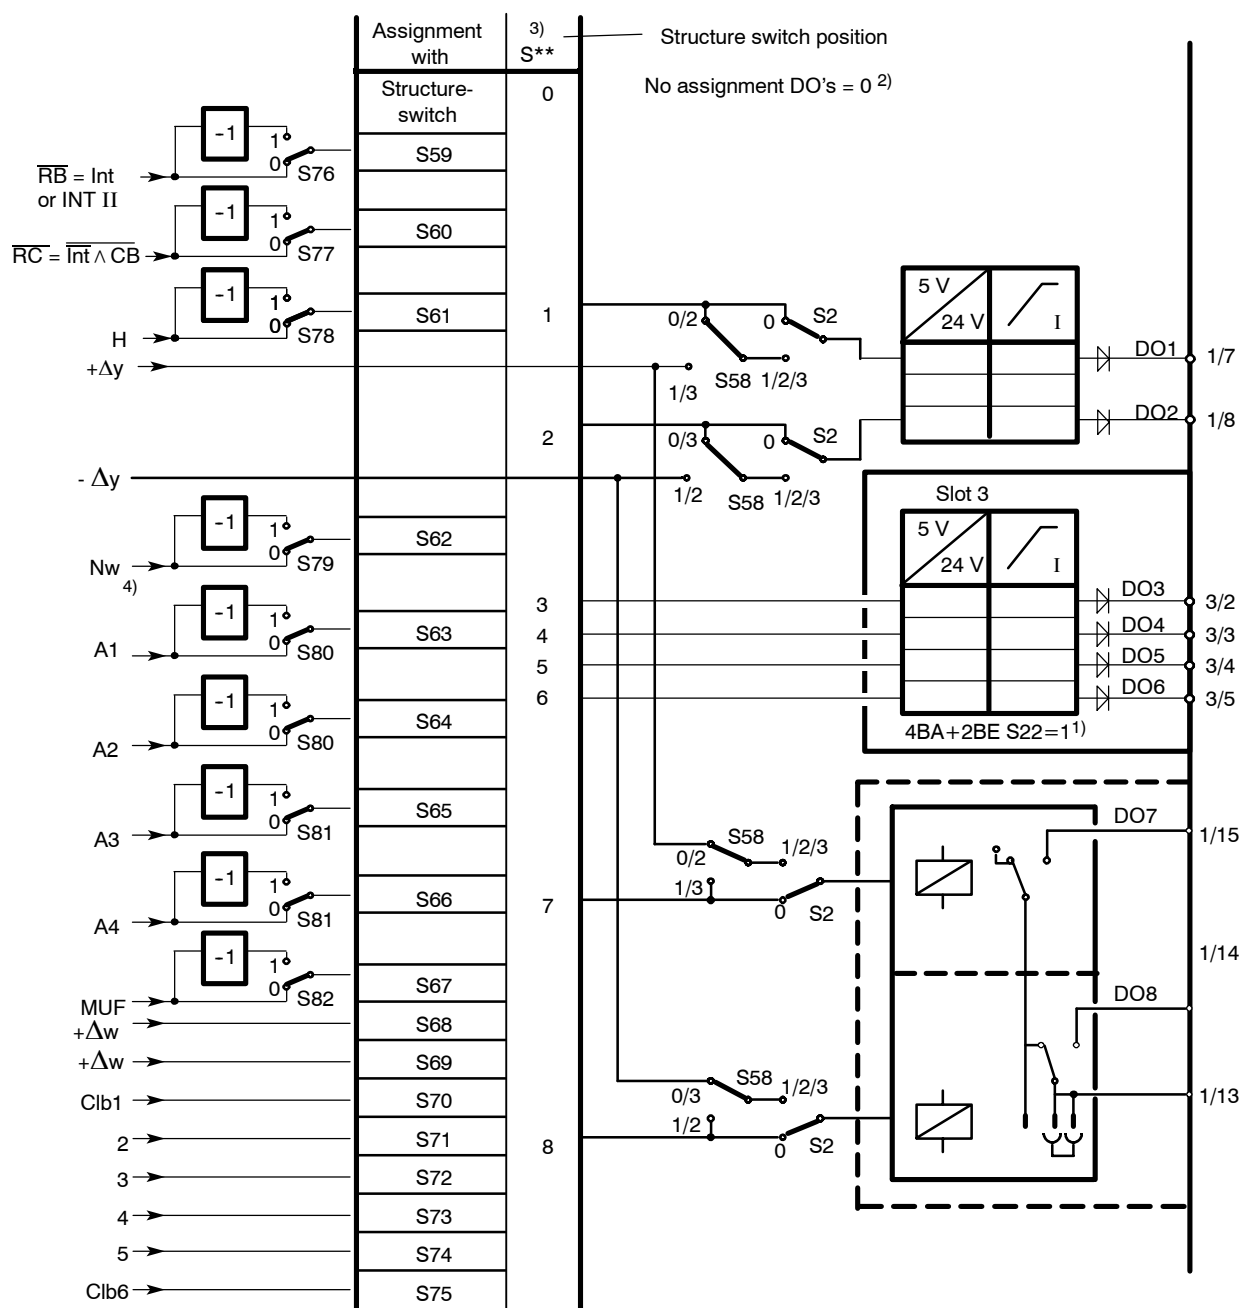 Assignment
with
3)
S**
Structure switch position
Structure-
switch
0
No assignment DO's = 0 2)
-1
1
0
S76
S59
RB = Int
or INT II
-1
1
0
S77
S60
RC = Int ∧ CB
-1
1
0
S78
S61
H
1
0/2
0
S2
S58
1/2/3
5 V
24 V
I
DO1
1/7
+Δy
1/3
DO2
1/8
2
0/3
0
S2
- Δy
1/2
S58
1/2/3
Slot 3
-1
1
0
S79
S62
Nw
4)
5 V
24 V
I
-1
1
0
S80
S63
A1
3
4
5
6
DO3
3/2
DO4
3/3
DO5
3/4
DO6
3/5
4BA+2BE S22=1 1)
-1
1
0
S80
S64
A2
-1
1
0
S81
S65
A3
S58
1/2/3
0/2
1/3
0
S2
DO7
1/15
-1
1
0
S81
S66
A4
7
1/14
-1
1
0
S82
S67
MUF
+Δw
S68
DO8
+Δw
S69
Clb1
S70
S58
1/2/3
0/3
1/2
0
S2
1/13
2
S71
8
3
S72
4
S73
5
S74
Clb6
S75